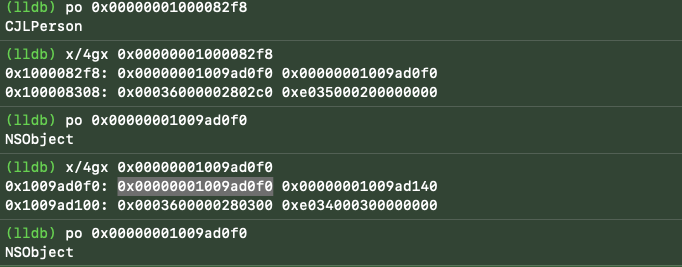 (lldb) po 0x00000001000082f8
CJLPerson
(lldb) x/4gx 0x00000001000082f8
0x1000082f8: 0x00000001009ad0f0 0x00000001009ad0f0
0x100008308: 0x00036000002802c0 0xe035000200000000
(lldb) po 0x00000001009ad0f0
NSObject
(lldb) x/4gx 0x00000001009ad0f0
0x1009ad0f0: 0x00000001009ad0f0 0x00000001009ad140
0x1009ad100: 0x0003600000280300 0xe034000300000000
(lldb) po 0x00000001009ad0f0
NSObject